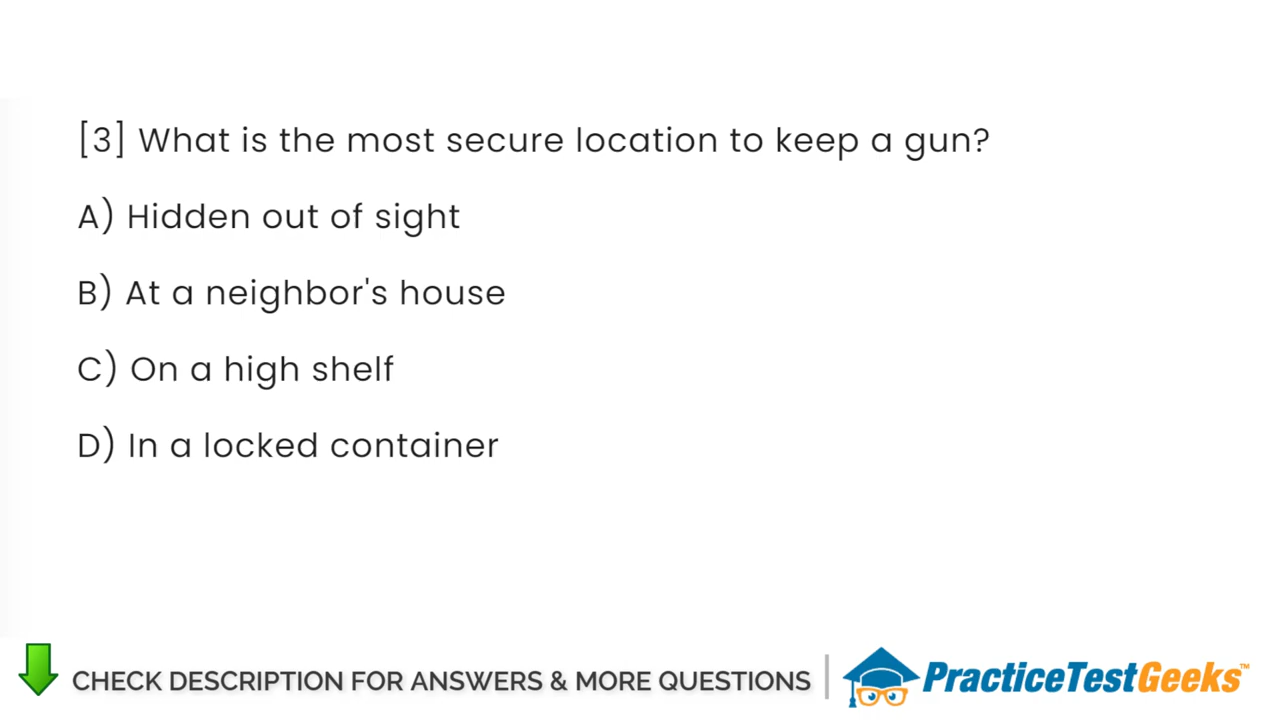 [3] What is the most secure location to keep a gun?
A) Hidden out of sight
B) At a neighbor's house
C) On a high shelf
D) In a locked container
CHECK DESCRIPTION FOR ANSWERS & MORE QUESTIONS
PracticeTestGeeks™